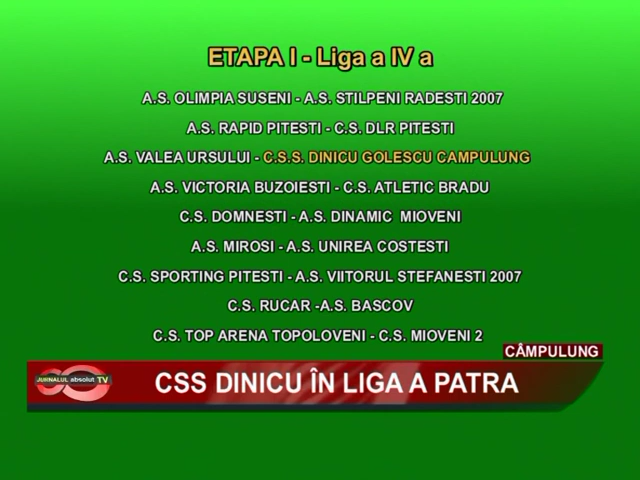 ETAPA I - Liga a IV a
A.S. OLIMPIA SUSENI - A.S. STILPENI RADESTI 2007
A.S. RAPID PITESTI - C.S. DLR PITESTI
A.S. VALEA URSULUI - C.S.S. DINICU GOLESCU CAMPULUNG
A.S. VICTORIA BUZOIESTI - C.S. ATLETIC BRADU
C.S. DOMNESTI - A.S. DINAMIC MIOVENI
A.S. MIROSI - A.S. UNIREA COSTESTI
C.S. SPORTING PITESTI - A.S. VIITORUL STEFANESTI 2007
C.S. RUCAR -A.S. BASCOV
C.S. TOP ARENA TOPOLOVENI - C.S. MIOVENI 2
CÂMPULUNG
JURNALUL absolut TV
CSS DINICU ÎN LIGA A PATRA